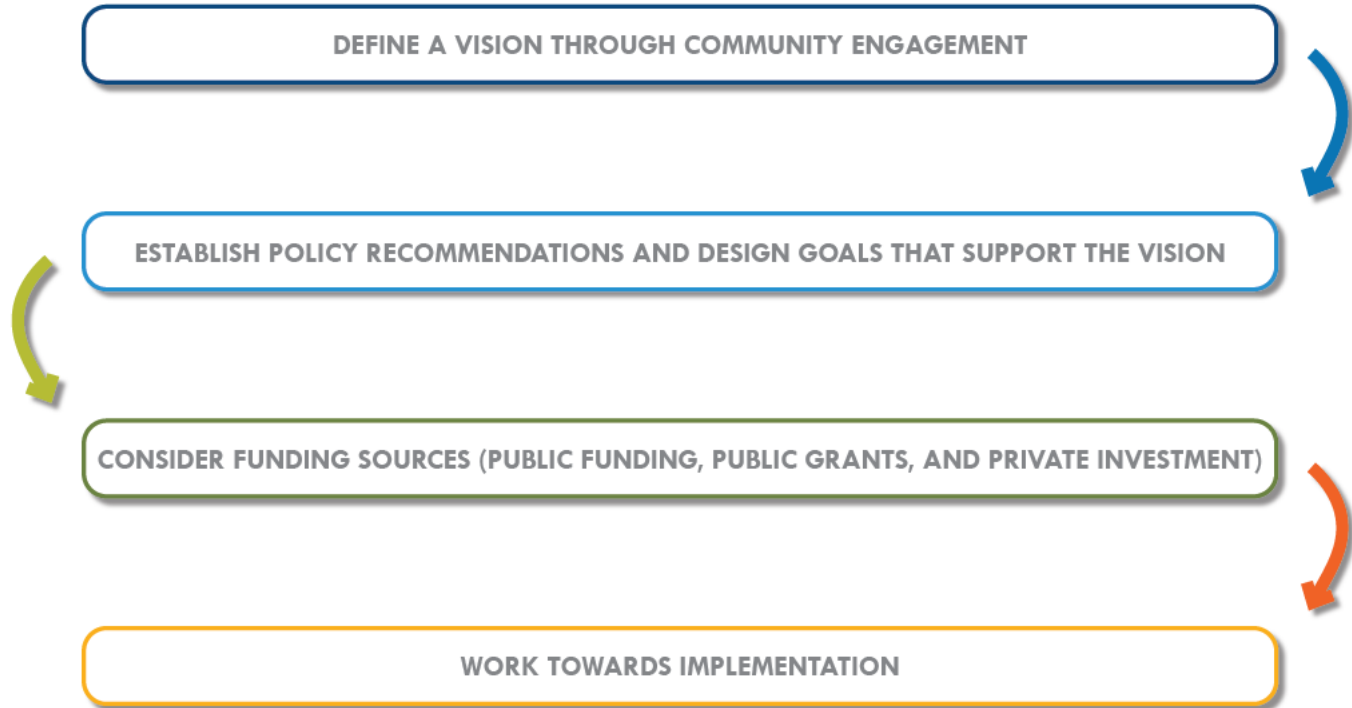 DEFINE A VISION THROUGH COMMUNITY ENGAGEMENT
ESTABLISH POLICY RECOMMENDATIONS AND DESIGN GOALS THAT SUPPORT THE VISION
CONSIDER FUNDING SOURCES (PUBLIC FUNDING, PUBLIC GRANTS, AND PRIVATE INVESTMENT)
WORK TOWARDS IMPLEMENTATION